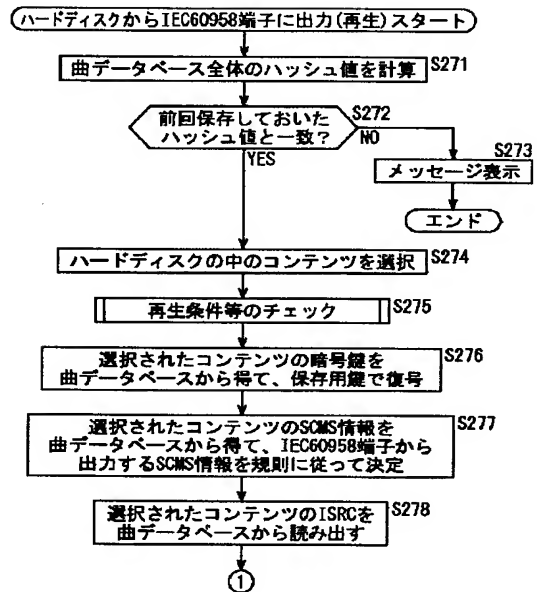 ハードディスクからIEC60958端子に出力(再生)スタート
曲データベース全体のハッシュ値を計算
S271
前回保存しておいた
ハッシュ値と一致?
S272
NO
YES
S273
メッセージ表示
エンド
ハードディスクの中のコンテンツを選択
S274
再生条件等のチェック
S275
選択されたコンテンツの暗号鍵を
曲データベースから得て、保存用鍵で復号
S276
選択されたコンテンツのSCMS情報を
曲データベースから得て、IEC60958端子から
出力するSCMS情報を規則に従って決定
S277
選択されたコンテンツのISRCを
曲データベースから読み出す
S278
1